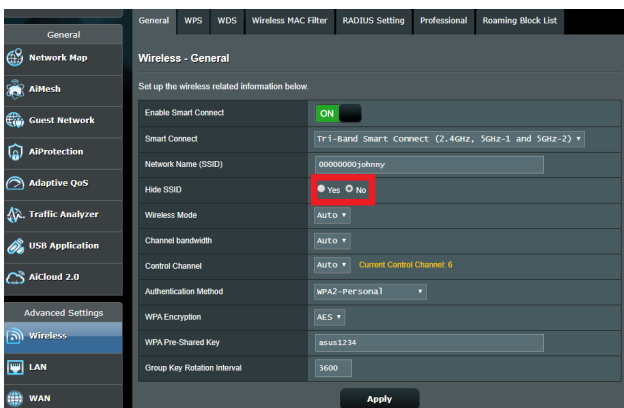 General WPS WDS Wireless MAC Filter RADIUS Setting Professional Roaming Block List
General
Network Map
AiMesh
Guest Network
AiProtection
Adaptive QoS
Traffic Analyzer
USB Application
AiCloud 2.0
Advanced Settings
Wireless
LAN
WAN
Wireless - General
Set up the wireless related information below.
Enable Smart Connect ON
Smart Connect Tri-Band Smart Connect (2.4GHz, 5GHz-1 and 5GHz-2)
Network Name (SSID) 00000000johnny
Hide SSID Yes No
Wireless Mode Auto
Channel bandwidth Auto
Control Channel Auto Current Control Channel: 6
Authentication Method WPA2-Personal
WPA Encryption AES
WPA Pre-Shared Key asus1234
Group Key Rotation Interval 3600
Apply